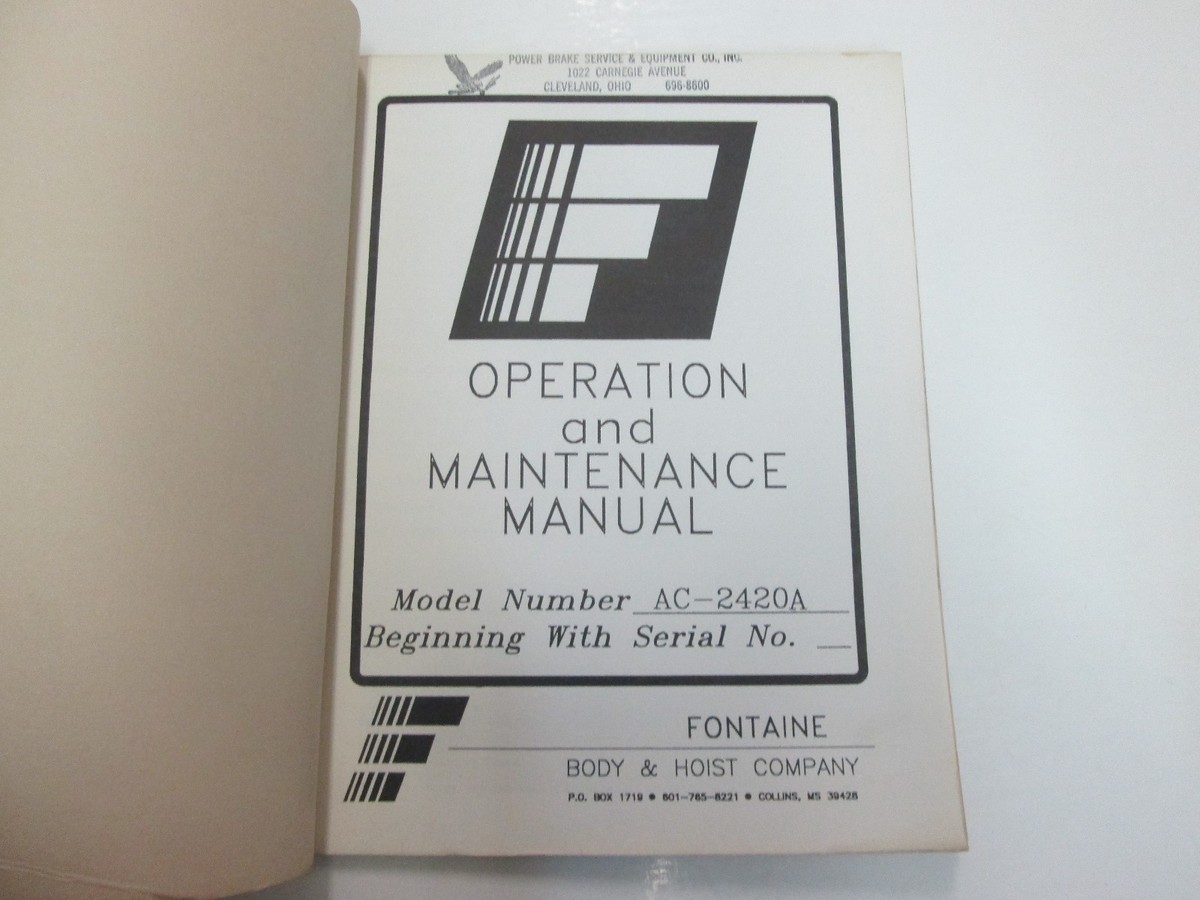 POWER BRAKE SERVICE & EQUIPMENT CO., INC.
1022 CARNEGIE AVENUE
CLEVELAND, OHIO 696-8600
F
OPERATION
and
MAINTENANCE
MANUAL
Model Number AC-2420A
Beginning With Serial No.
F
FONTAINE
BODY & HOIST COMPANY
P.O. BOX 1719 • 601-765-8221 • COLLINS, MS 39428